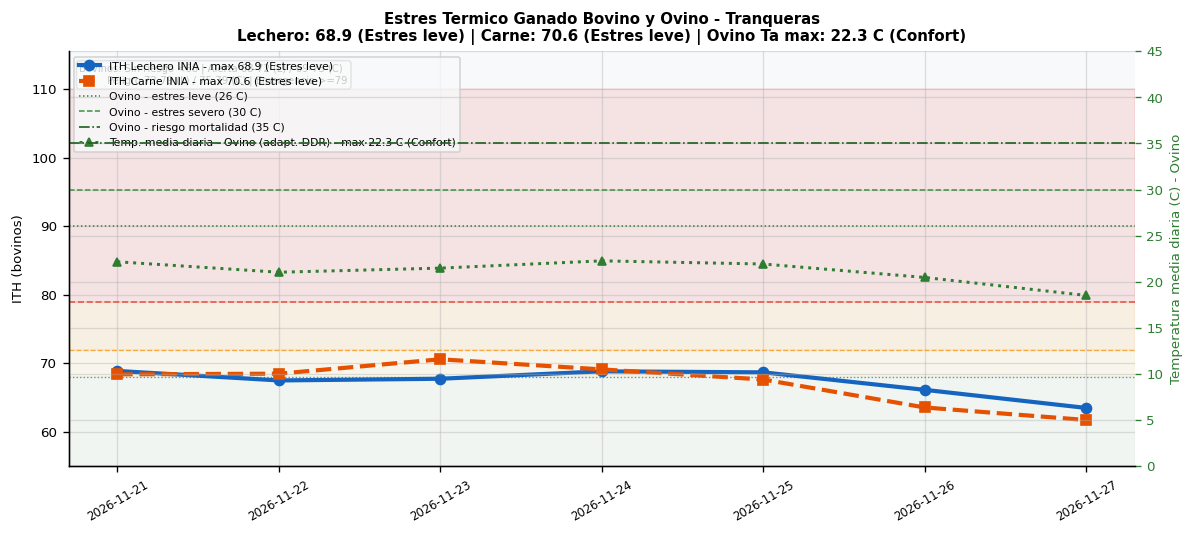 Estres Termico Ganado Bovino y Ovino - Tranqueras
Lechero: 68.9 (Estres leve) | Carne: 70.6 (Estres leve) | Ovino Ta max: 22.3 C (Confort)
ITH Lechero INIA - max 68.9 (Estres leve)
ITH Carne INIA - max 70.6 (Estres leve)
Ovino - estres leve (26 C)
Ovino - estres severo (30 C)
Ovino - riesgo mortalidad (35 C)
Temp. media diaria - Ovino (adapt. DDR) - max 22.3 C (Confort)
ITH (bovinos)
110
100
90
80
70
60
45
40
35
30
25
20
15
10
5
0
Temperatura media diaria (C) - Ovino
2026-11-21
2026-11-22
2026-11-23
2026-11-24
2026-11-25
2026-11-26
2026-11-27